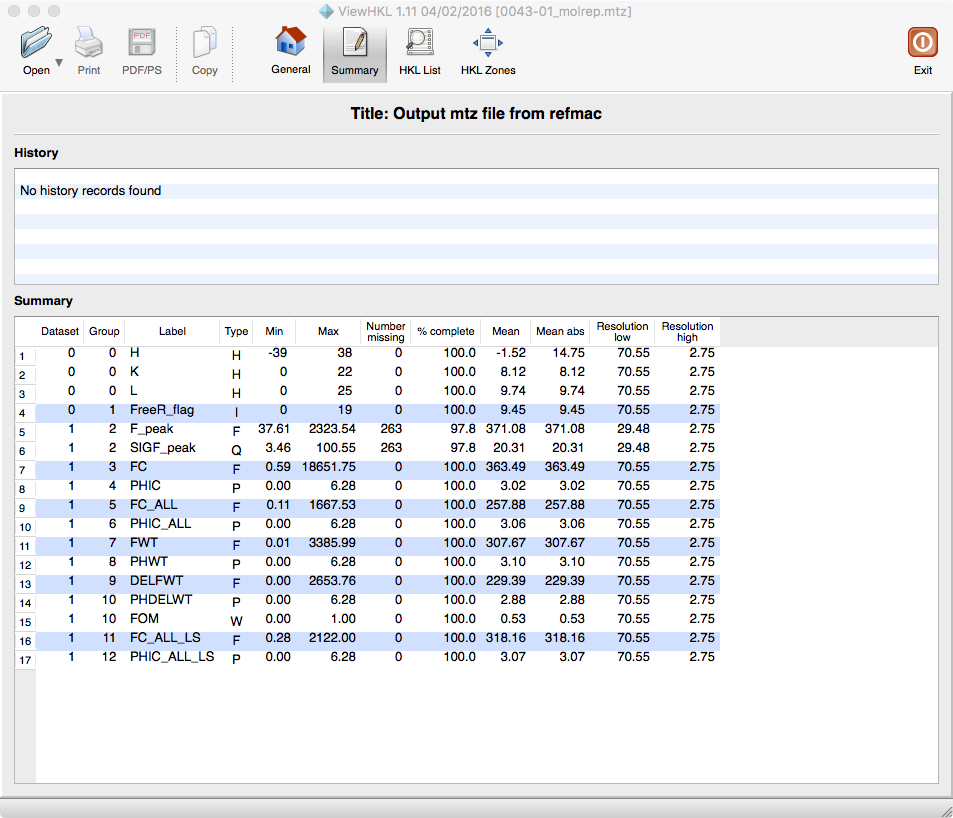 ViewHKL 1.11 04/02/2016 [0043-01_molrep.mtz]
Open Print PDF PDF/PS Copy General Summary HKL List HKL Zones Exit
Title: Output mtz file from refmac
History
No history records found
Summary
Dataset Group Label Type Min Max Number missing % complete Mean Mean abs Resolution low Resolution high
1 0 0 H H -39 38 0 100.0 -1.52 14.75 70.55 2.75
2 0 0 K H 0 22 0 100.0 8.12 8.12 70.55 2.75
3 0 0 L H 0 25 0 100.0 9.74 9.74 70.55 2.75
4 0 1 FreeR_flag I 0 19 0 100.0 9.45 9.45 70.55 2.75
5 1 2 F_peak F 37.61 2323.54 263 97.8 371.08 371.08 29.48 2.75
6 1 2 SIGF_peak Q 3.46 100.55 263 97.8 20.31 20.31 29.48 2.75
7 1 3 FC F 0.59 18651.75 0 100.0 363.49 363.49 70.55 2.75
8 1 4 PHIC P 0.00 6.28 0 100.0 3.02 3.02 70.55 2.75
9 1 5 FC_ALL F 0.11 1667.53 0 100.0 257.88 257.88 70.55 2.75
10 1 6 PHIC_ALL P 0.00 6.28 0 100.0 3.06 3.06 70.55 2.75
11 1 7 FWT F 0.01 3385.99 0 100.0 307.67 307.67 70.55 2.75
12 1 8 PHWT P 0.00 6.28 0 100.0 3.10 3.10 70.55 2.75
13 1 9 DELFWT F 0.00 2653.76 0 100.0 229.39 229.39 70.55 2.75
14 1 10 PHDELWT P 0.00 6.28 0 100.0 2.88 2.88 70.55 2.75
15 1 10 FOM W 0.00 1.00 0 100.0 0.53 0.53 70.55 2.75
16 1 11 FC_ALL_LS F 0.28 2122.00 0 100.0 318.16 318.16 70.55 2.75
17 1 12 PHIC_ALL_LS P 0.00 6.28 0 100.0 3.07 3.07 70.55 2.75